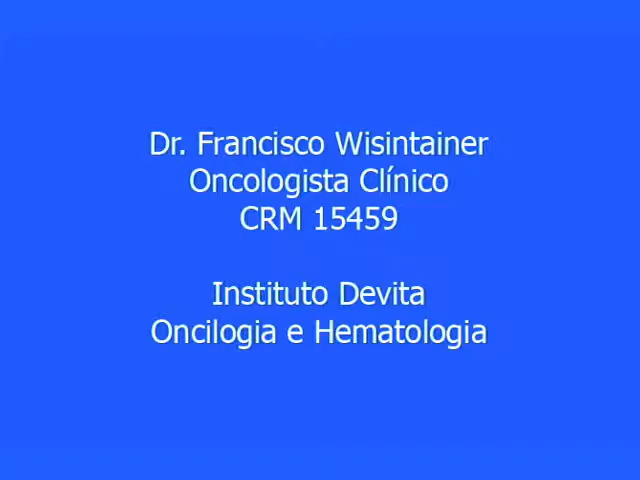 Dr. Francisco Wisintainer
Oncologista Clínico
CRM 15459
Instituto Devita
Oncilogia e Hematologia